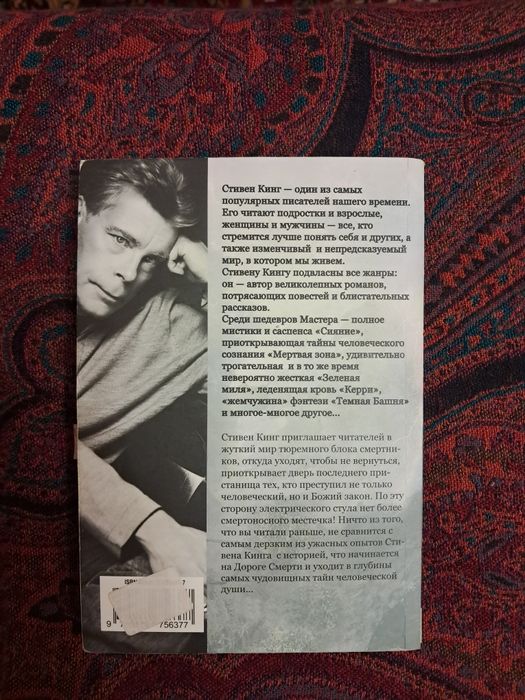 Стивен Кинг — один из самых
популярных писателей нашего времени.
Его читают подростки и взрослые,
женщины и мужчины — все, кто
стремится лучше понять себя и других, а
также изменчивый и непредсказуемый
мир, в котором мы живем.
Стивену Кингу подвластны все жанры:
он — автор великолепных романов,
потрясающих повестей и блистательных
рассказов.
Среди шедевров Мастера — полное
мистики и саспенса «Сияние»,
приоткрывающая тайны человеческого
сознания «Мертвая зона», удивительно
трогательная и в то же время
невероятно жесткая «Зеленая
миля», леденящая кровь «Керри»,
«жемчужина» фэнтези «Темная Башня»
и многое-многое другое...
Стивен Кинг приглашает читателей в
жуткий мир тюремного блока смертни-
ков, откуда уходят, чтобы не вернуться,
приоткрывает дверь последнего при-
станища тех, кто преступил не только
человеческий, но и Божий закон. По эту
сторону электрического стула нет более
смертоносного местечка! Ничто из того,
что вы читали раньше, не сравнится с
самым дерзким из ужасных опытов Сти-
вена Кинга с историей, что начинается
на Дороге Смерти и уходит в глубины
самых чудовищных тайн человеческой
души...
ISBN 7
9 756377